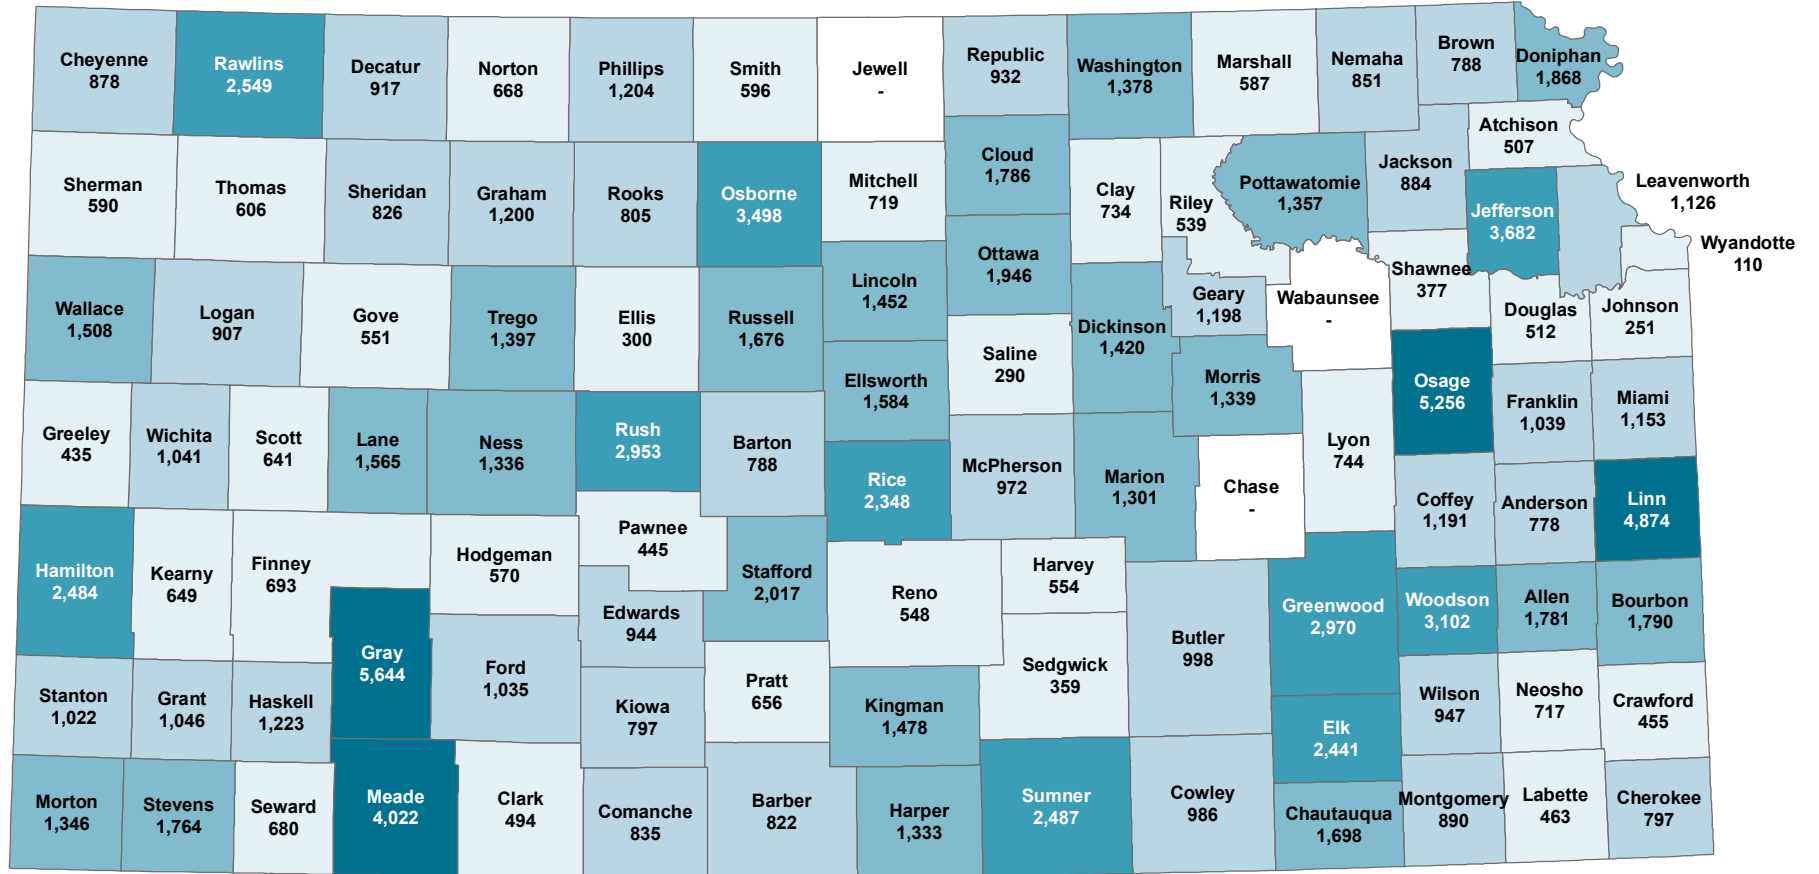 Cheyenne
878
Rawlins
2,549
Decatur
917
Norton
668
Phillips
1,204
Smith
596
Jewell
-
Republic
932
Washington
1,378
Marshall
587
Nemaha
851
Brown
788
Doniphan
1,868
Sherman
590
Thomas
606
Sheridan
826
Graham
1,200
Rooks
805
Osborne
3,498
Mitchell
719
Cloud
1,786
Clay
734
Riley
539
Pottawatomie
1,357
Jackson
884
Atchison
507
Jefferson
3,682
Leavenworth
1,126
Wyandotte
110
Wallace
1,508
Logan
907
Gove
551
Trego
1,397
Ellis
300
Russell
1,676
Lincoln
1,452
Ottawa
1,946
Saline
290
Dickinson
1,420
Geary
1,198
Wabaunsee
-
Shawnee
377
Douglas
512
Johnson
251
Ellsworth
1,584
Morris
1,339
Osage
5,256
Franklin
1,039
Miami
1,153
Greeley
435
Wichita
1,041
Scott
641
Lane
1,565
Ness
1,336
Rush
2,953
Barton
788
Rice
2,348
McPherson
972
Marion
1,301
Chase
-
Lyon
744
Coffey
1,191
Anderson
778
Linn
4,874
Hamilton
2,484
Kearny
649
Finney
693
Hodgeman
570
Pawnee
445
Stafford
2,017
Edwards
944
Reno
548
Harvey
554
Butler
998
Greenwood
2,970
Woodson
3,102
Allen
1,781
Bourbon
1,790
Gray
5,644
Ford
1,035
Sedgwick
359
Stanton
1,022
Grant
1,046
Haskell
1,223
Kiowa
797
Pratt
656
Kingman
1,478
Elk
2,441
Wilson
947
Neosho
717
Crawford
455
Morton
1,346
Stevens
1,764
Seward
680
Meade
4,022
Clark
494
Comanche
835
Barber
822
Harper
1,333
Sumner
2,487
Cowley
986
Chautauqua
1,698
Montgomery
890
Labette
463
Cherokee
797